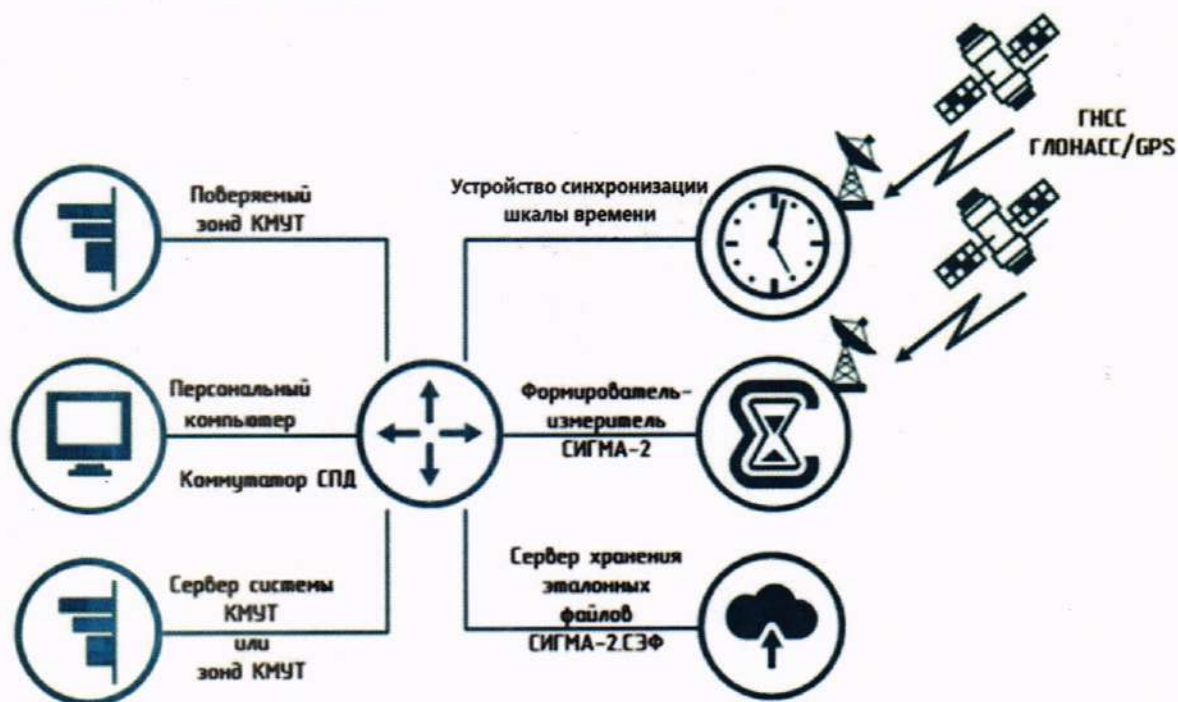 ГНСС
ГЛОНАСС/GPS
Поверяемый
зонд КМУТ
Устройство синхронизации
шкалы времени
Персональный
компьютер
Коммутатор СПД
Формирователь-
измеритель
СИГМА-2
Сервер системы
КМУТ
или
зонд КМУТ
Сервер хранения
эталонных
файлов
СИГМА-2.СЭФ